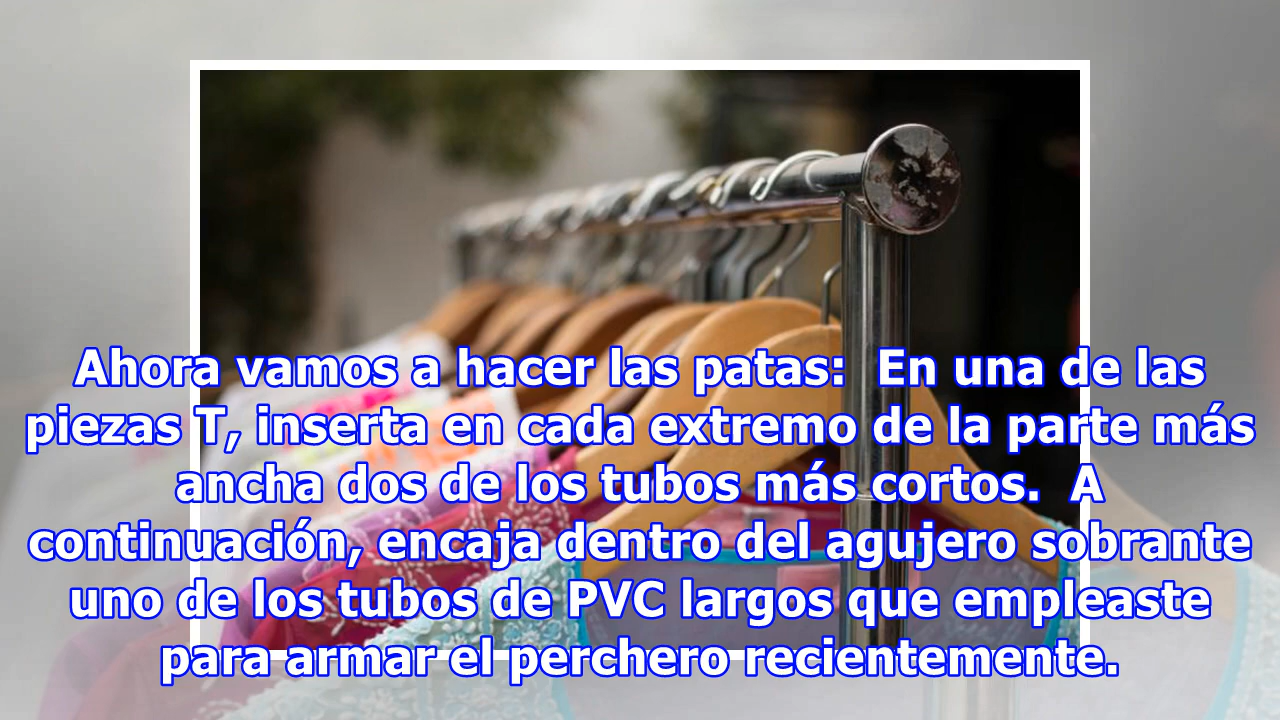 Ahora vamos a hacer las patas:  En una de las
piezas T, inserta en cada extremo de la parte más
ancha dos de los tubos más cortos.  A
continuación, encaja dentro del agujero sobrante
uno de los tubos de PVC largos que empleaste
para armar el perchero recientemente.